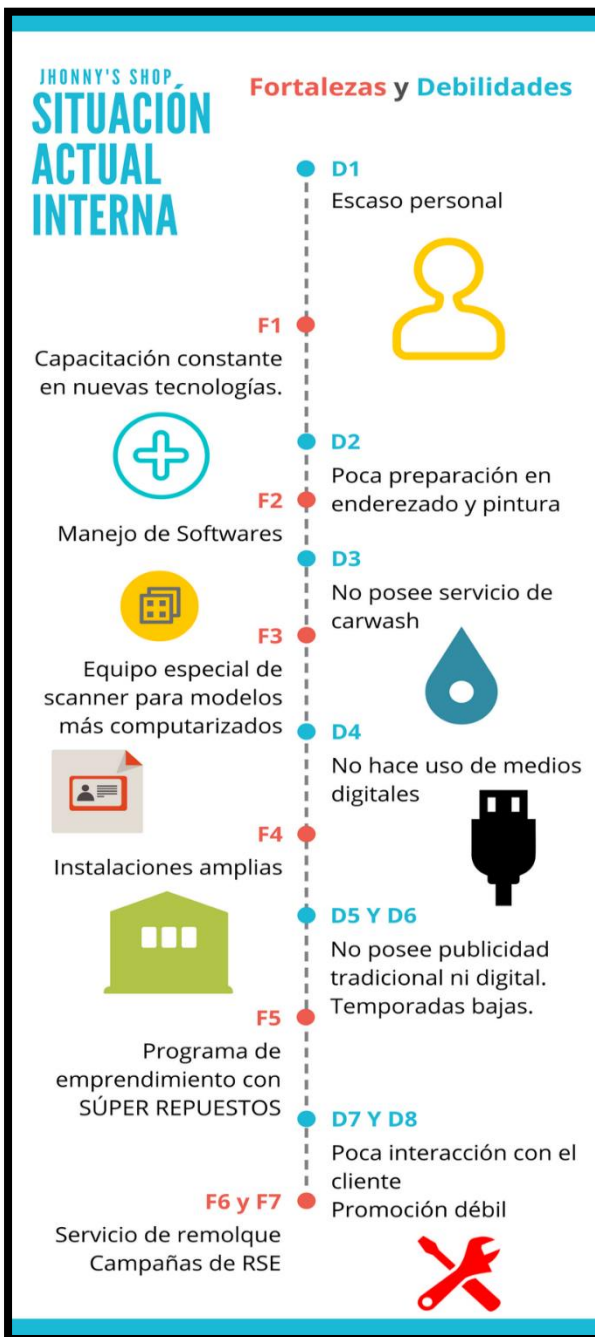 JHONNY'S SHOP
SITUACIÓN
ACTUAL
INTERNA
Fortalezas y Debilidades
D1
Escaso personal
F1
Capacitación constante
en nuevas tecnologías.
D2
Poca preparación en
enderezado y pintura
F2
Manejo de Softwares
D3
No posee servicio de
carwash
F3
Equipo especial de
scanner para modelos
más computarizados
D4
No hace uso de medios
digitales
F4
Instalaciones amplias
D5 Y D6
No posee publicidad
tradicional ni digital.
Temporadas bajas.
F5
Programa de
emprendimiento con
SÚPER REPUESTOS
D7 Y D8
Poca interacción con el
cliente
Promoción débil
F6 y F7
Servicio de remolque
Campañas de RSE